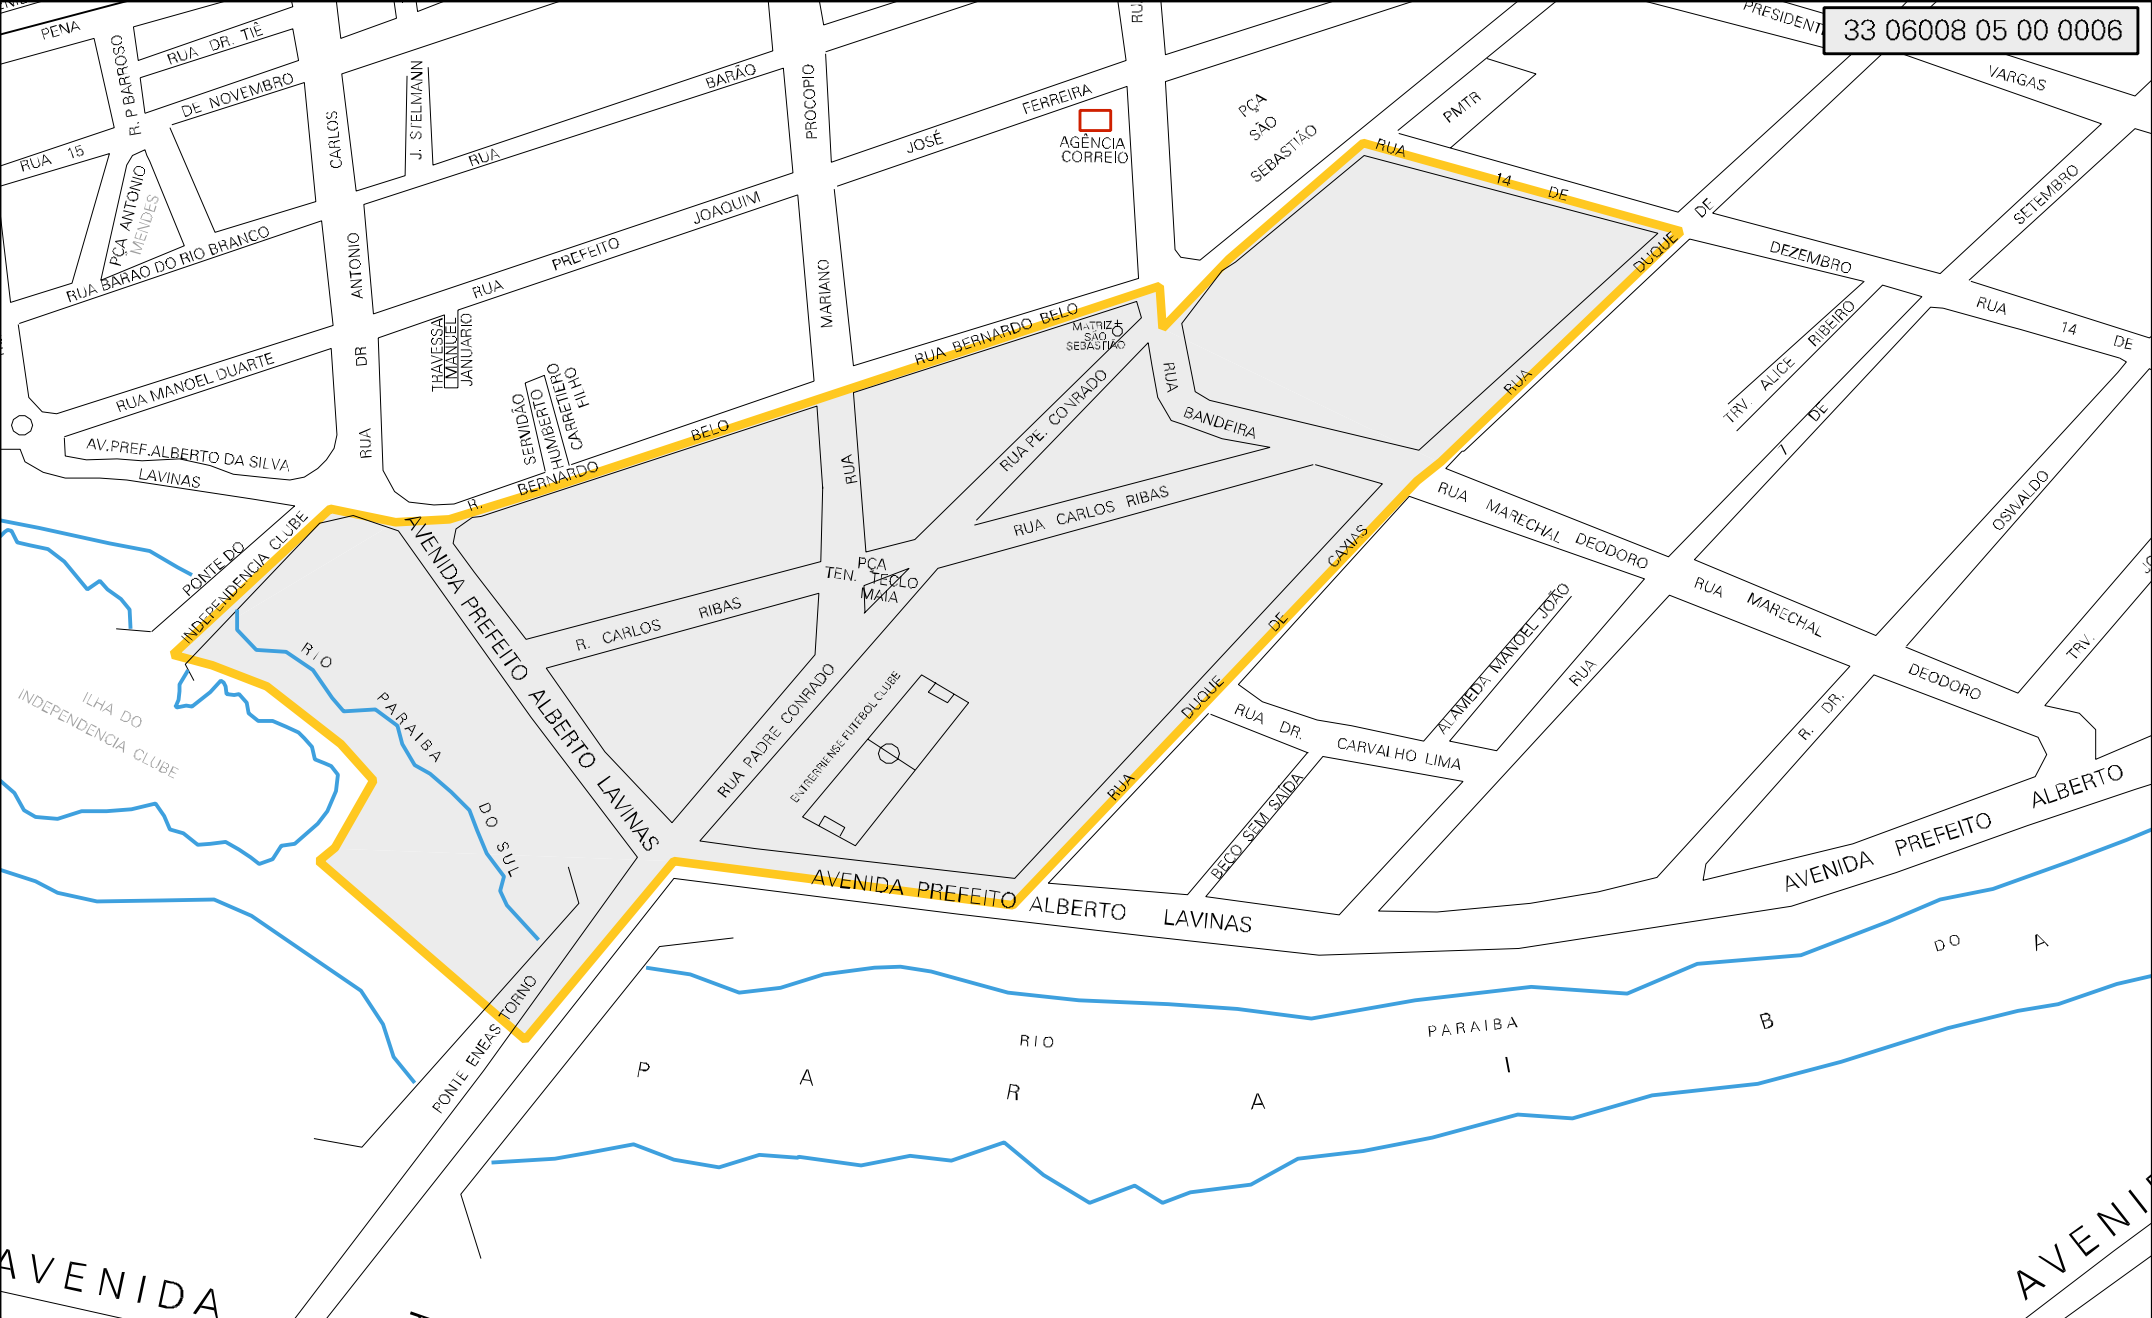 33 06008 05 00 0006
PENA
RUA DR. TIÊ
R. P BARROSO
DE NOVEMBRO
RUA 15
PÇA ANTONIO
MENDES
RUA BARAO DO RIO BRANCO
CARLOS
J. STELMANN
RUA
BARÃO
PROCOPIO
JOSÉ
FERREIRA
AGÊNCIA
CORREIO
PÇA
SÃO
SEBASTIÃO
PMTR
VARGAS
SETEMBRO
RUA
14
DE
DE
DEZEMBRO
DUQUE
RUA
14
DE
ANTONIO
RUA
PREFEITO
JOAQUIM
MARIANO
DR
RUA
TRAVESSA
MANUEL
JANUARIO
RUA MANOEL DUARTE
AV.PREF.ALBERTO DA SILVA
LAVINAS
SERVIDÃO
HUMBERTO
CARRETIERO
FILHO
RUA BERNARDO BELO
MATRIZ
SÃO
SEBASTIÃO
BELO
BERNARDO
R.
RUA
RUA PE. CONRADO
RUA
BANDEIRA
RUA
TRV. ALICE RIBEIRO
7 DE
OSWALDO
PONTE DO
INDEPENDENCIA CLUBE
AVENIDA PREFEITO ALBERTO LAVINAS
RUA CARLOS RIBAS
PÇA
TEN. TECLO
MAIA
R. CARLOS RIBAS
RUA MARECHAL DEODORO
CAXIAS
DE
DUQUE
RUA
RUA MARECHAL
DEODORO
TRV.
ALAMEDA MANOEL JOÃO
RUA
R. DR.
RIO
PARAIBA
DO SUL
ILHA DO
INDEPENDENCIA CLUBE
RUA PADRE CONRADO
ENTRERRIENSE FUTEBOL CLUBE
RUA DR. CARVALHO LIMA
BECO SEM SAIDA
AVENIDA PREFEITO ALBERTO LAVINAS
AVENIDA PREFEITO ALBERTO
PONTE ENEAS TORNO
RIO
PARAIBA
DO
P A R A I B A
AVENIDA